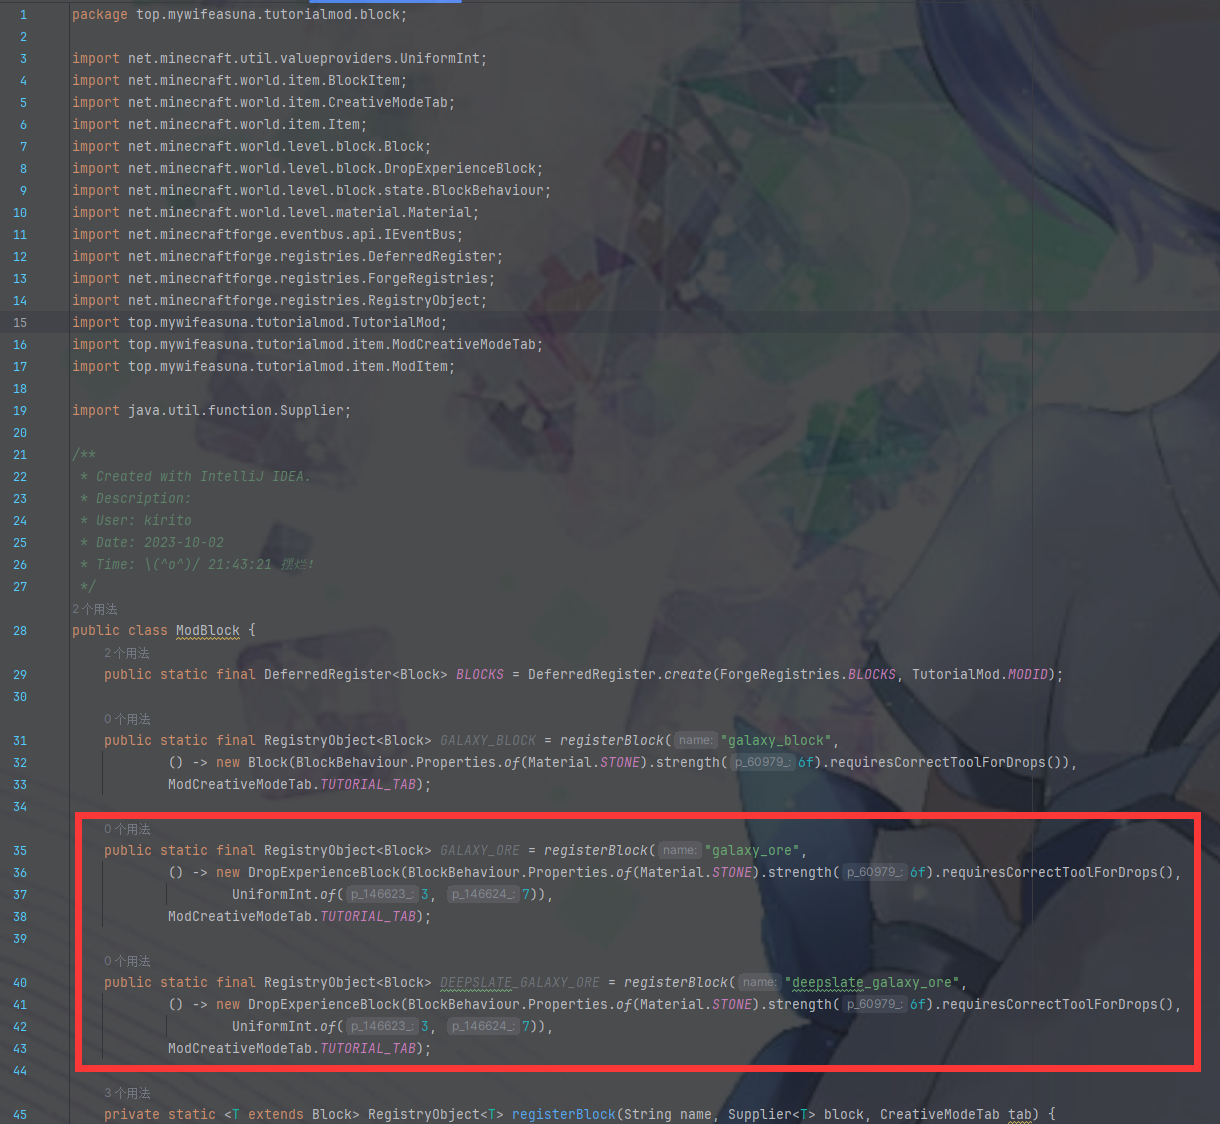 1 package top.mywifeasuna.tutorialmod.block;
2
3 import net.minecraft.util.valueproviders.UniformInt;
4 import net.minecraft.world.item.BlockItem;
5 import net.minecraft.world.item.CreativeModeTab;
6 import net.minecraft.world.item.Item;
7 import net.minecraft.world.level.block.Block;
8 import net.minecraft.world.level.block.DropExperienceBlock;
9 import net.minecraft.world.level.block.state.BlockBehaviour;
10 import net.minecraft.world.level.material.Material;
11 import net.minecraftforge.eventbus.api.IEventBus;
12 import net.minecraftforge.registries.DeferredRegister;
13 import net.minecraftforge.registries.ForgeRegistries;
14 import net.minecraftforge.registries.RegistryObject;
15 import top.mywifeasuna.tutorialmod.TutorialMod;
16 import top.mywifeasuna.tutorialmod.item.ModCreativeModeTab;
17 import top.mywifeasuna.tutorialmod.item.ModItem;
18
19 import java.util.function.Supplier;
20
21 /**
22  * Created with IntelliJ IDEA.
23  * Description:
24  * User: kirito
25  * Date: 2023-10-02
26  * Time: \(^o^)/ 21:43:21 摆烂!
27  */
2个用法
28 public class ModBlock {
2个用法
29 public static final DeferredRegister<Block> BLOCKS = DeferredRegister.create(ForgeRegistries.BLOCKS, TutorialMod.MODID);
30
0个用法
31 public static final RegistryObject<Block> GALAXY_BLOCK = registerBlock( name: "galaxy_block",
32 () -> new Block(BlockBehaviour.Properties.of(Material.STONE).strength( p_60979_: 6f).requiresCorrectToolForDrops()),
33 ModCreativeModeTab.TUTORIAL_TAB);
34
0个用法
35 public static final RegistryObject<Block> GALAXY_ORE = registerBlock( name: "galaxy_ore",
36 () -> new DropExperienceBlock(BlockBehaviour.Properties.of(Material.STONE).strength( p_60979_: 6f).requiresCorrectToolForDrops(),
37 UniformInt.of( p_146623_: 3, p_146624_: 7)),
38 ModCreativeModeTab.TUTORIAL_TAB);
39
0个用法
40 public static final RegistryObject<Block> DEEPSLATE_GALAXY_ORE = registerBlock( name: "deepslate_galaxy_ore",
41 () -> new DropExperienceBlock(BlockBehaviour.Properties.of(Material.STONE).strength( p_60979_: 6f).requiresCorrectToolForDrops(),
42 UniformInt.of( p_146623_: 3, p_146624_: 7)),
43 ModCreativeModeTab.TUTORIAL_TAB);
44
3个用法
45 private static <T extends Block> RegistryObject<T> registerBlock(String name, Supplier<T> block, CreativeModeTab tab) {